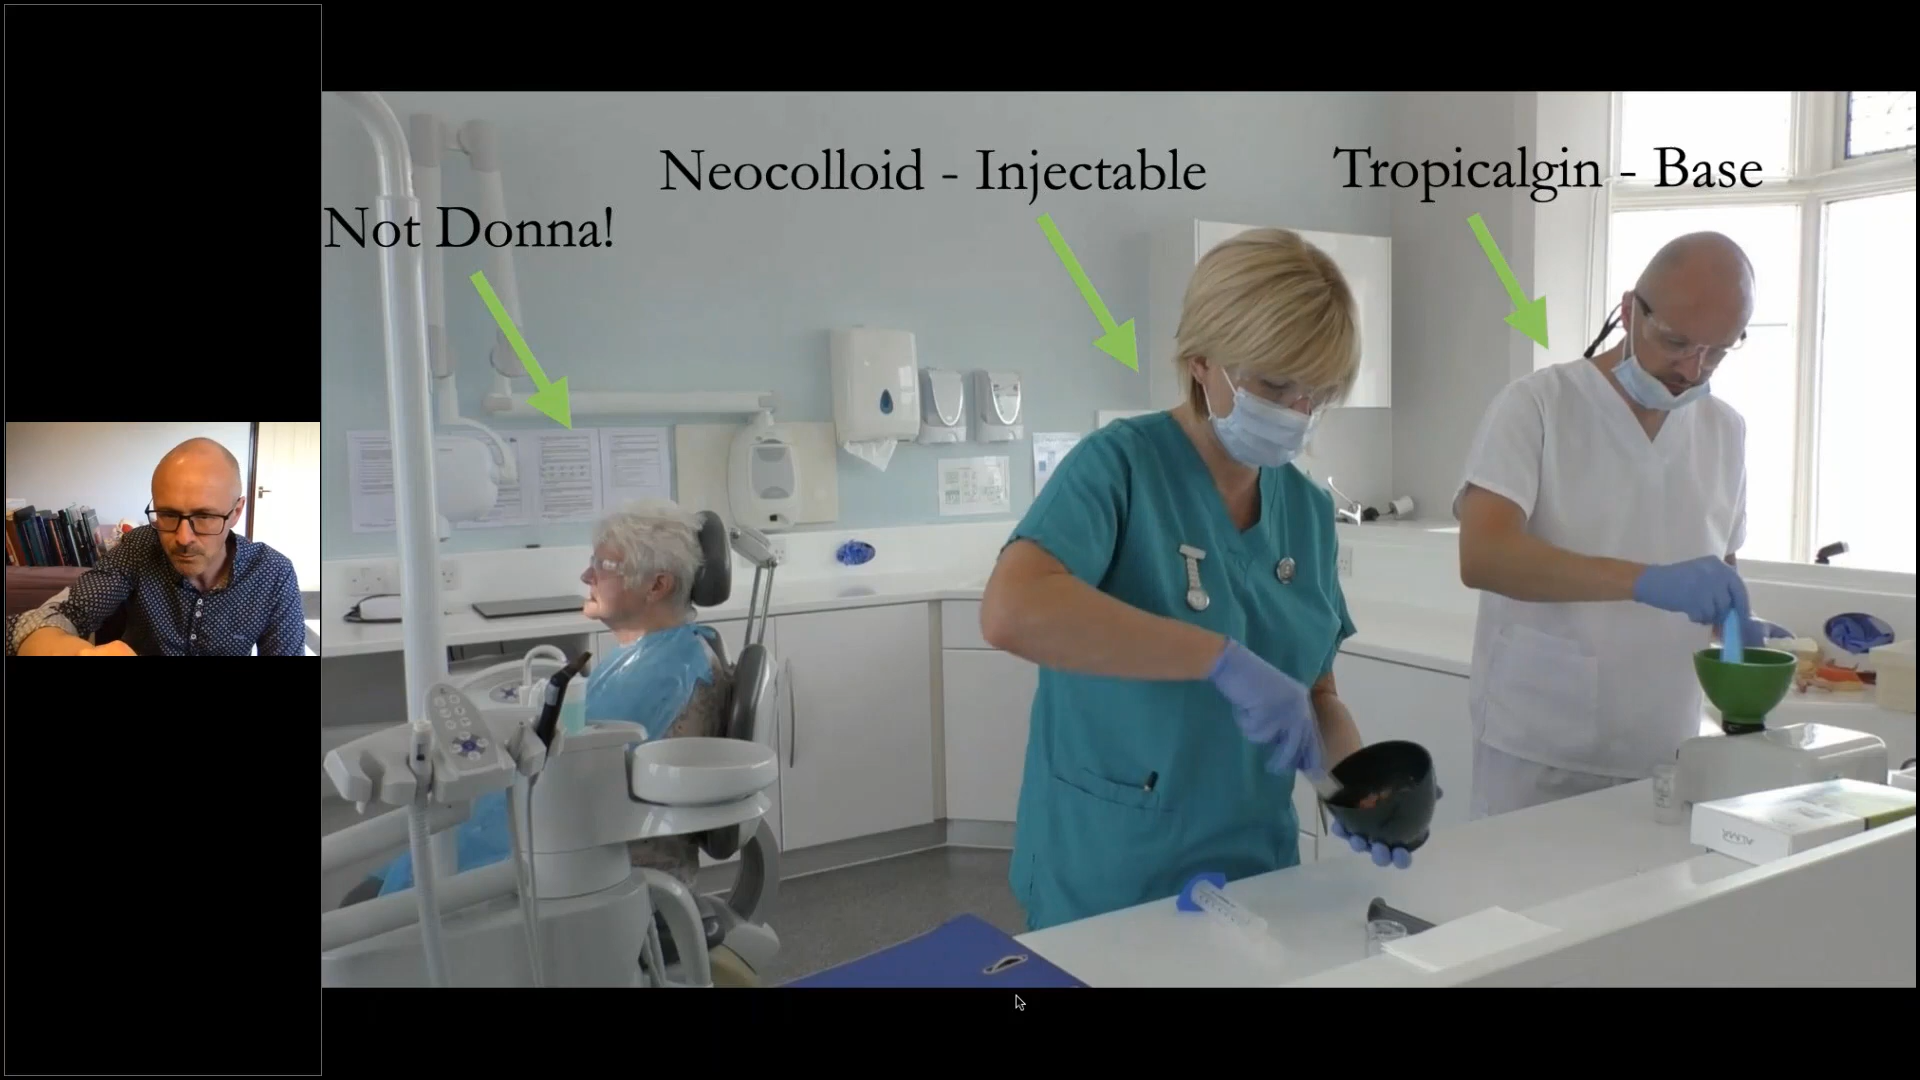 Neocolloid - Injectable
Tropicalgin - Base
Not Donna!